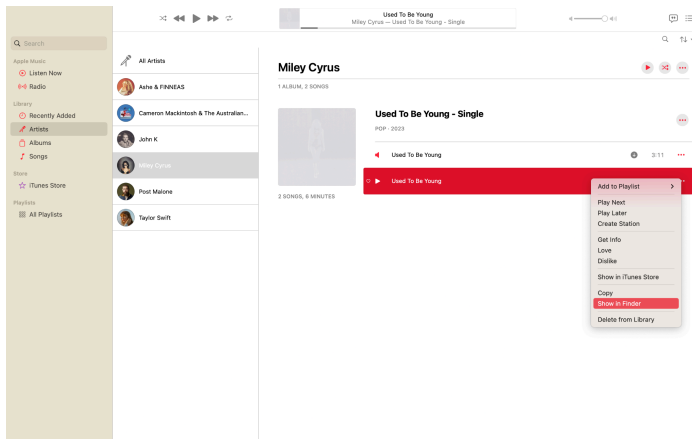 Used To Be Young
Miley Cyrus — Used To Be Young - Single
Search
Apple Music
Listen Now
Radio
Library
Recently Added
Artists
Albums
Songs
Store
iTunes Store
Playlists
All Playlists
All Artists
Ashe & FINNEAS
Cameron Mackintosh & The Australian...
John K
Miley Cyrus
Post Malone
Taylor Swift
Miley Cyrus
1 ALBUM, 2 SONGS
Used To Be Young - Single
POP · 2023
Used To Be Young 3:11
Used To Be Young
2 SONGS, 6 MINUTES
Add to Playlist
Play Next
Play Later
Create Station
Get Info
Love
Dislike
Show in iTunes Store
Copy
Show in Finder
Delete from Library